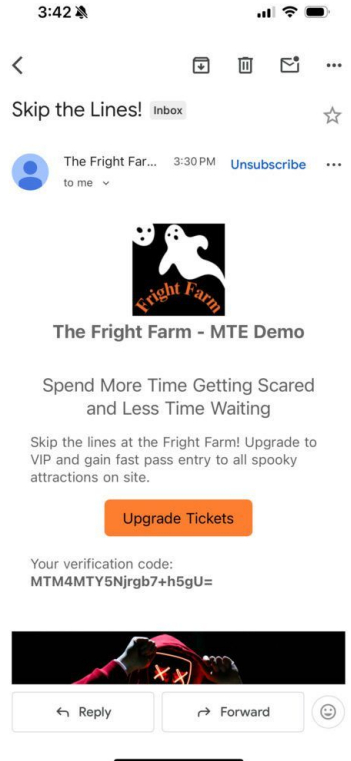 3:42
Skip the Lines! Inbox
The Fright Far... 3:30 PM Unsubscribe
to me
Fright Farm
The Fright Farm - MTE Demo
Spend More Time Getting Scared
and Less Time Waiting
Skip the lines at the Fright Farm! Upgrade to
VIP and gain fast pass entry to all spooky
attractions on site.
Upgrade Tickets
Your verification code:
MTM4MTY5Njrgb7+h5gU=
Reply Forward